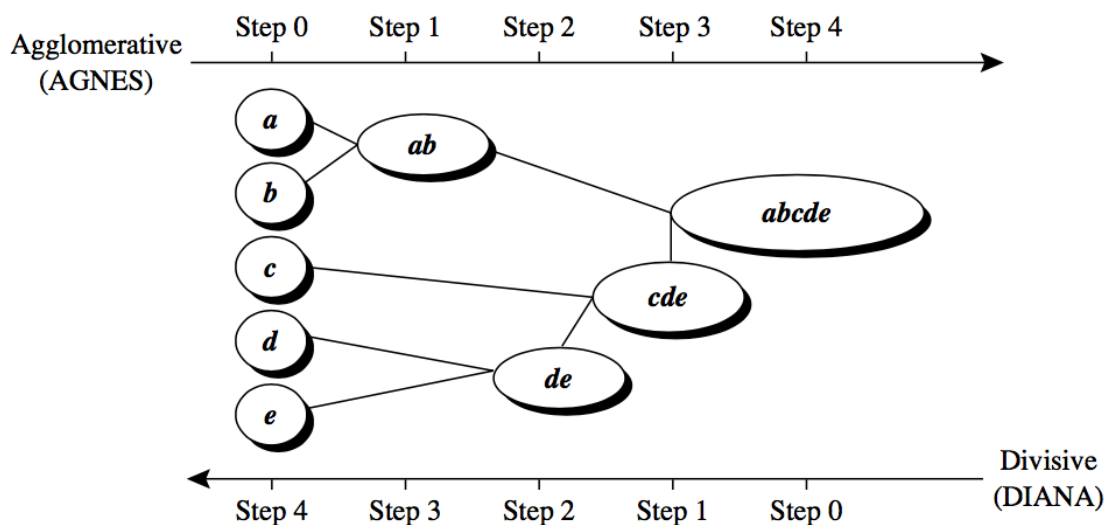 Agglomerative
(AGNES)
Step 0 Step 1 Step 2 Step 3 Step 4
a
b
ab
c
d
e
de
cde
abcde
Step 4 Step 3 Step 2 Step 1 Step 0
Divisive
(DIANA)